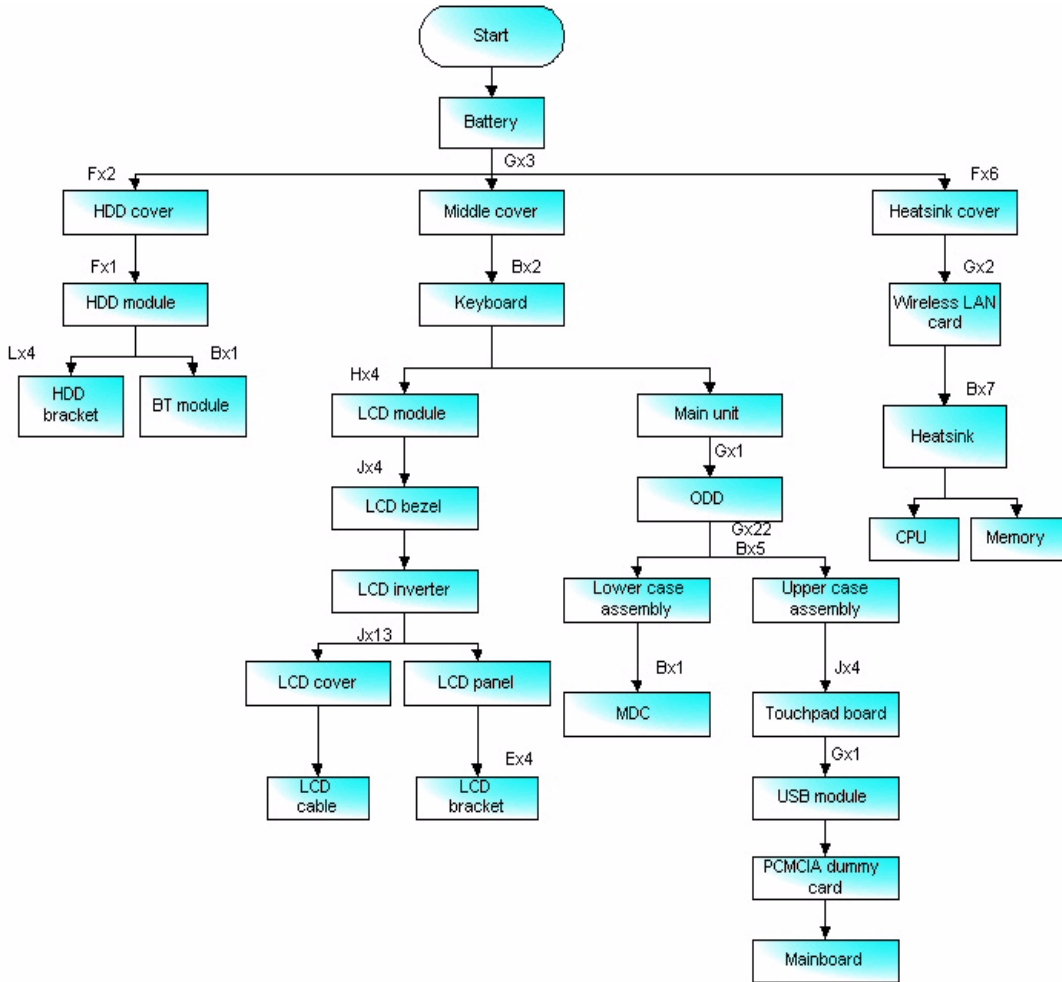 Start
Battery
Gx3
Fx2
Fx6
HDD cover
Middle cover
Heatsink cover
Fx1
Bx2
Gx2
HDD module
Keyboard
Wireless LAN
card
Lx4
Bx1
HDD
bracket
BT module
Hx4
LCD module
Main unit
Bx7
Heatsink
Gx1
Jx4
LCD bezel
ODD
CPU
Memory
Gx22
Bx5
LCD inverter
Lower case
assembly
Upper case
assembly
Jx13
LCD cover
LCD panel
Bx1
Jx4
MDC
Touchpad board
Gx1
Ex4
LCD
cable
LCD
bracket
USB module
PCMCIA dummy
card
Mainboard